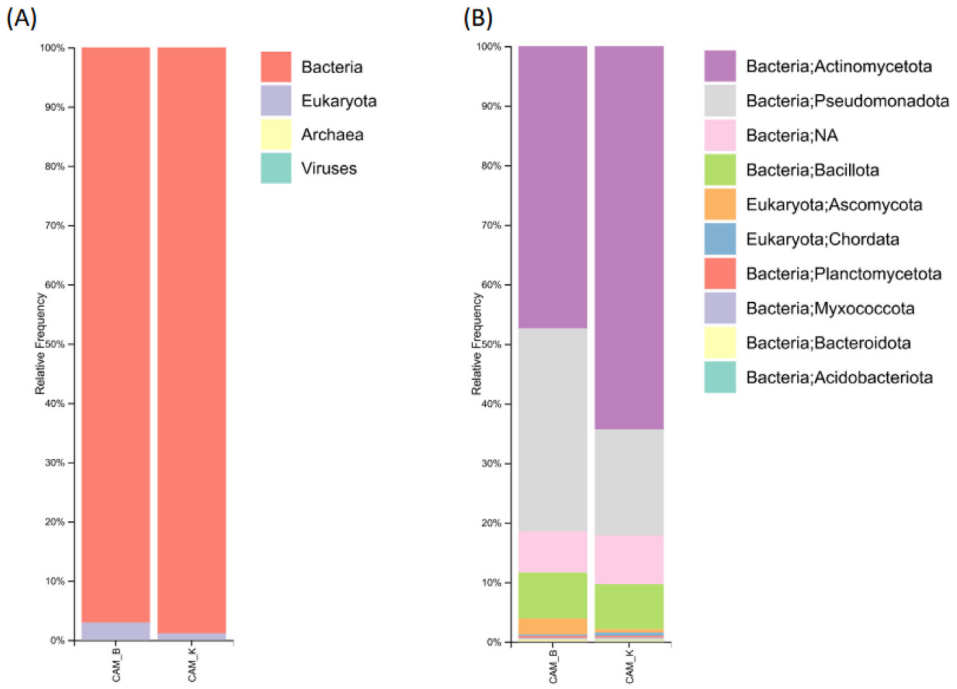 (A)
(B)
100%
90%
80%
70%
60%
50%
40%
30%
20%
10%
0%
Relative Frequency
CAM_B
CAM_K
Bacteria
Eukaryota
Archaea
Viruses
100%
90%
80%
70%
60%
50%
40%
30%
20%
10%
0%
Relative Frequency
CAM_B
CAM_K
Bacteria;Actinomycetota
Bacteria;Pseudomonadota
Bacteria;NA
Bacteria;Bacillota
Eukaryota;Ascomycota
Eukaryota;Chordata
Bacteria;Planctomycetota
Bacteria;Myxococcota
Bacteria;Bacteroidota
Bacteria;Acidobacteriota